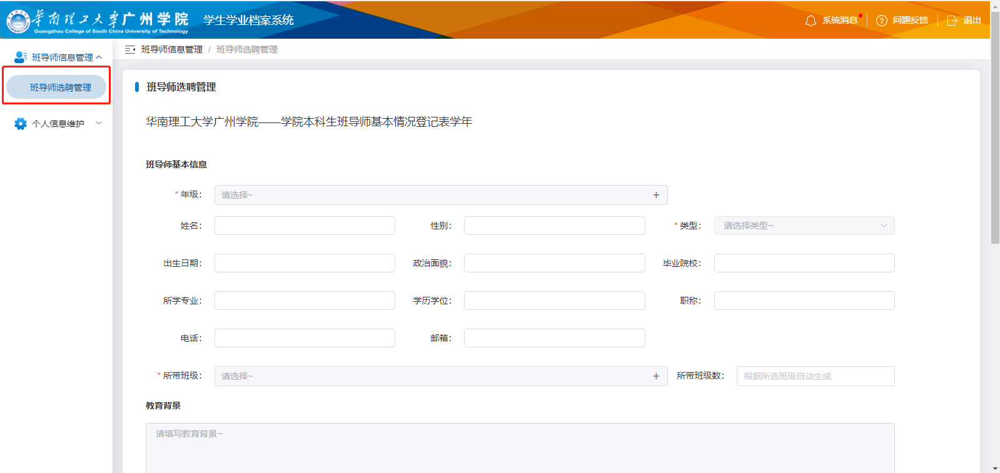 华南理工大学广州学院
Guangzhou College of South China University of Technology
学生学业档案系统
系统消息
问题反馈
退出
班导师信息管理
班导师选聘管理
个人信息维护
班导师信息管理 / 班导师选聘管理
班导师选聘管理
华南理工大学广州学院——学院本科生班导师基本情况登记表学年
班导师基本信息
* 年级： 请选择~ +
姓名： 性别： * 类型： 请选择类型~
出生日期： 政治面貌： 毕业院校：
所学专业： 学历学位： 职称：
电话： 邮箱：
* 所带班级： 请选择~ + 所带班级数： 根据所选班级自动生成
教育背景
请填写教育背景~